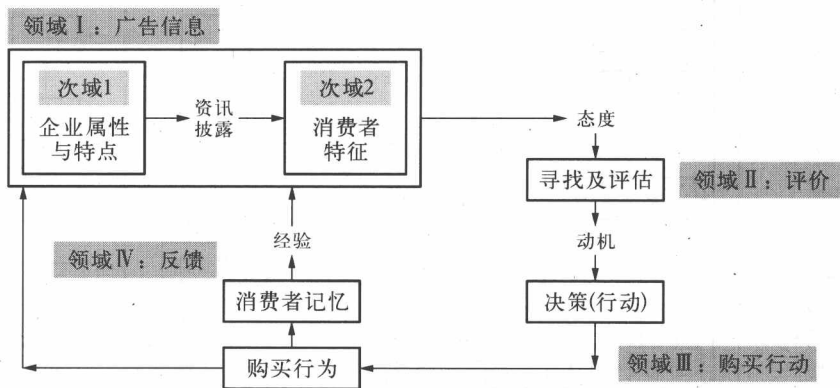 领域Ⅰ：广告信息
次域1
企业属性
与特点
资讯
披露
次域2
消费者
特征
态度
寻找及评估
领域Ⅱ：评价
动机
决策(行动)
领域Ⅲ：购买行动
购买行为
消费者记忆
经验
领域Ⅳ：反馈